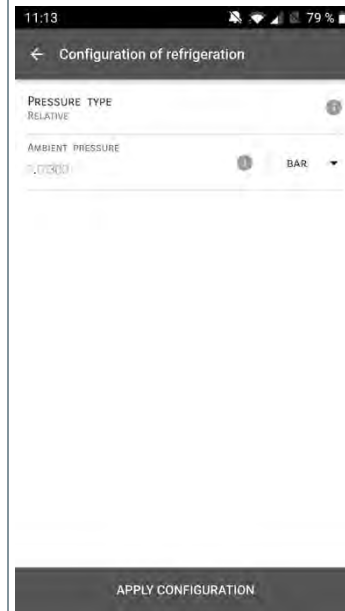 11:13 79 %
← Configuration of refrigeration
PRESSURE TYPE
RELATIVE
AMBIENT PRESSURE
BAR
APPLY CONFIGURATION